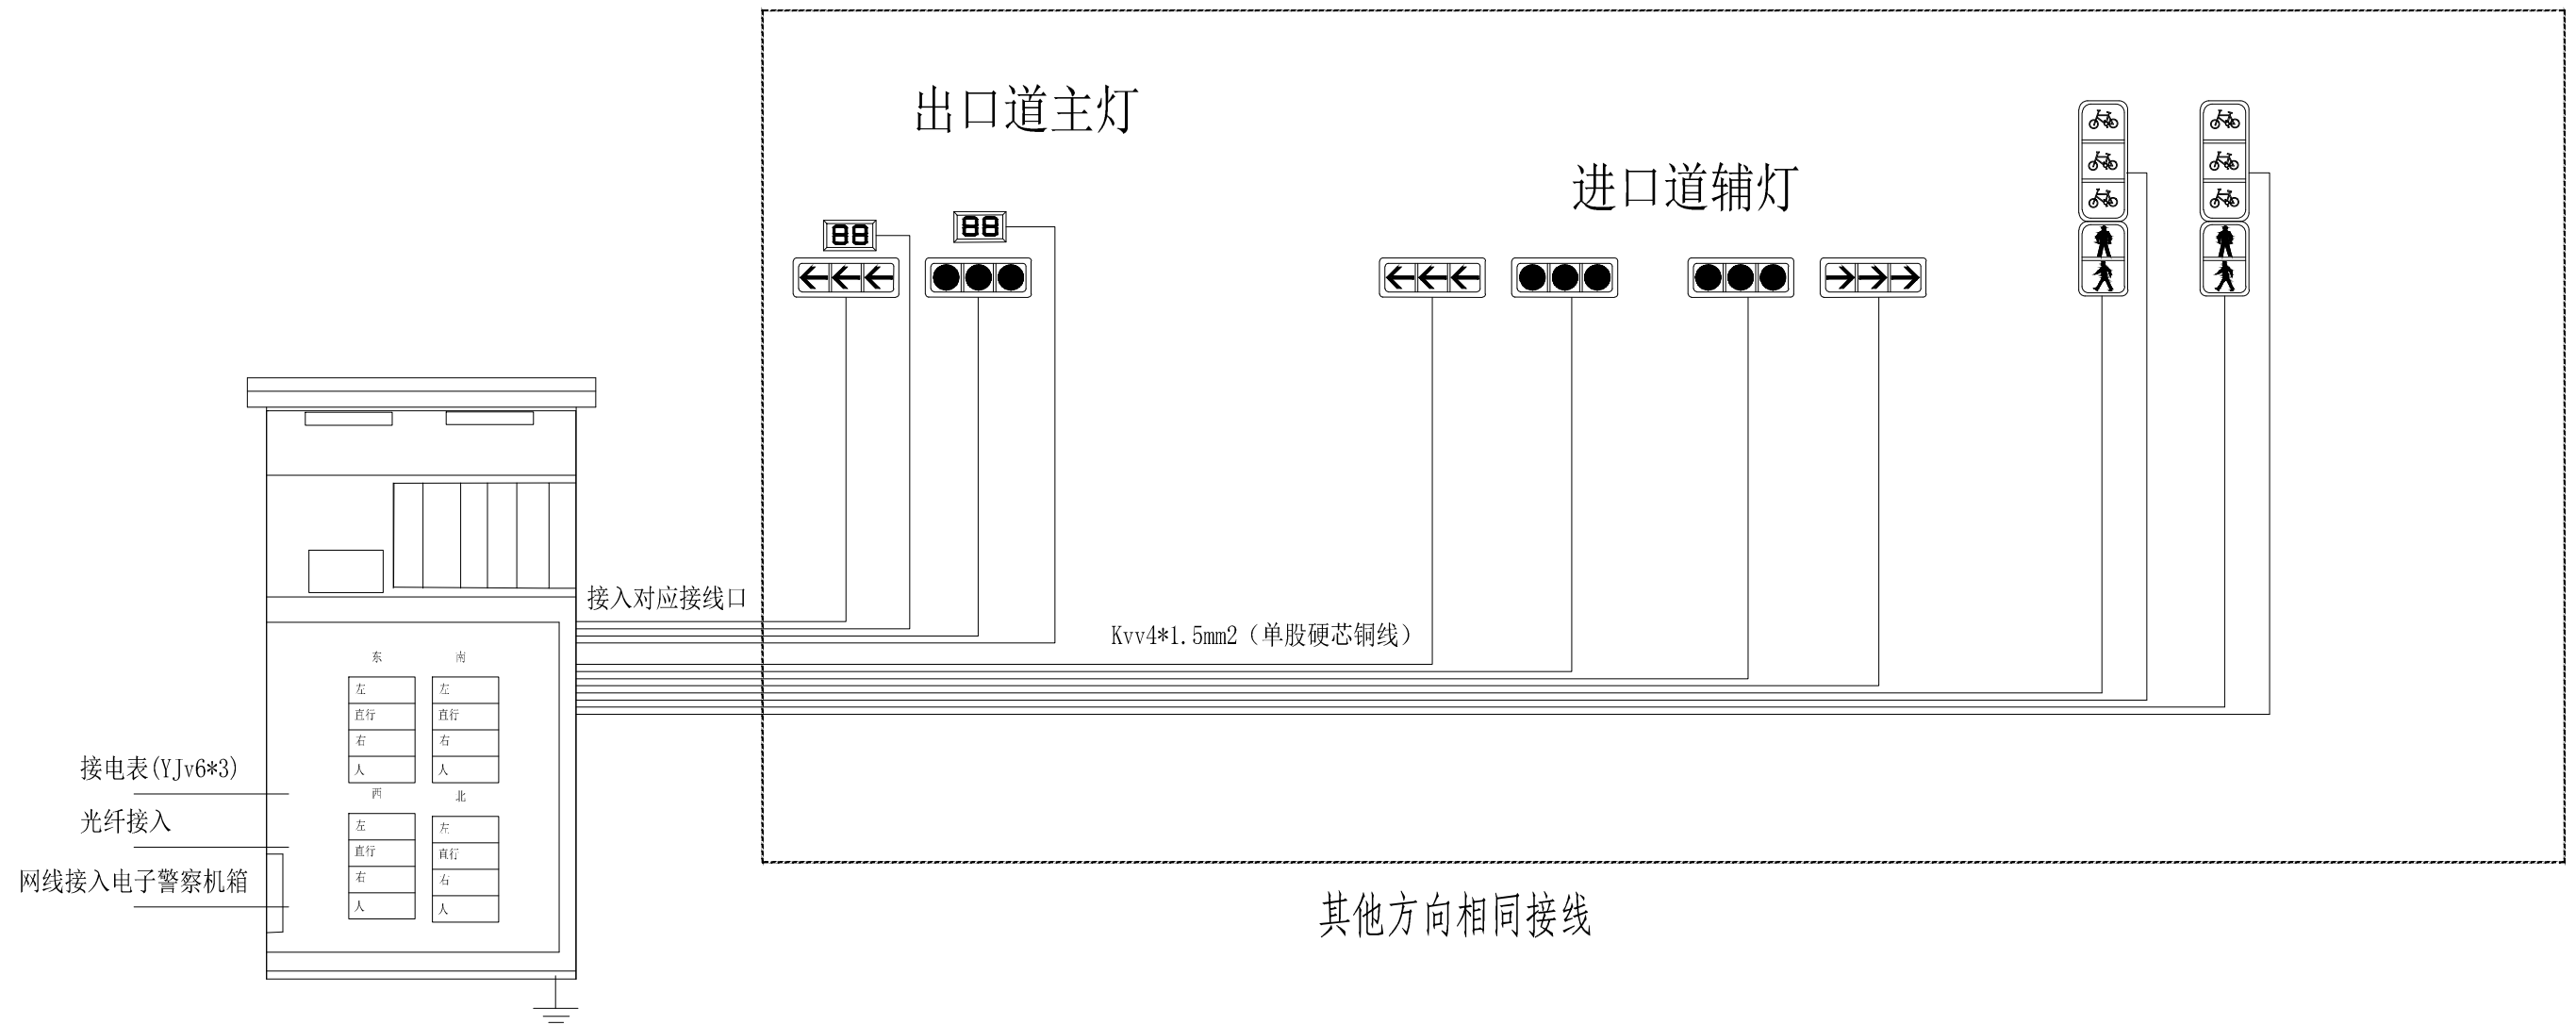 出口道主灯
进口道辅灯
88
88
接入对应接线口
Kvv4*1.5mm2（单股硬芯铜线）
东
南
左
左
直行
直行
右
右
人
人
西
北
左
左
直行
直行
右
右
人
人
接电表(YJv6*3)
光纤接入
网线接入电子警察机箱
其他方向相同接线